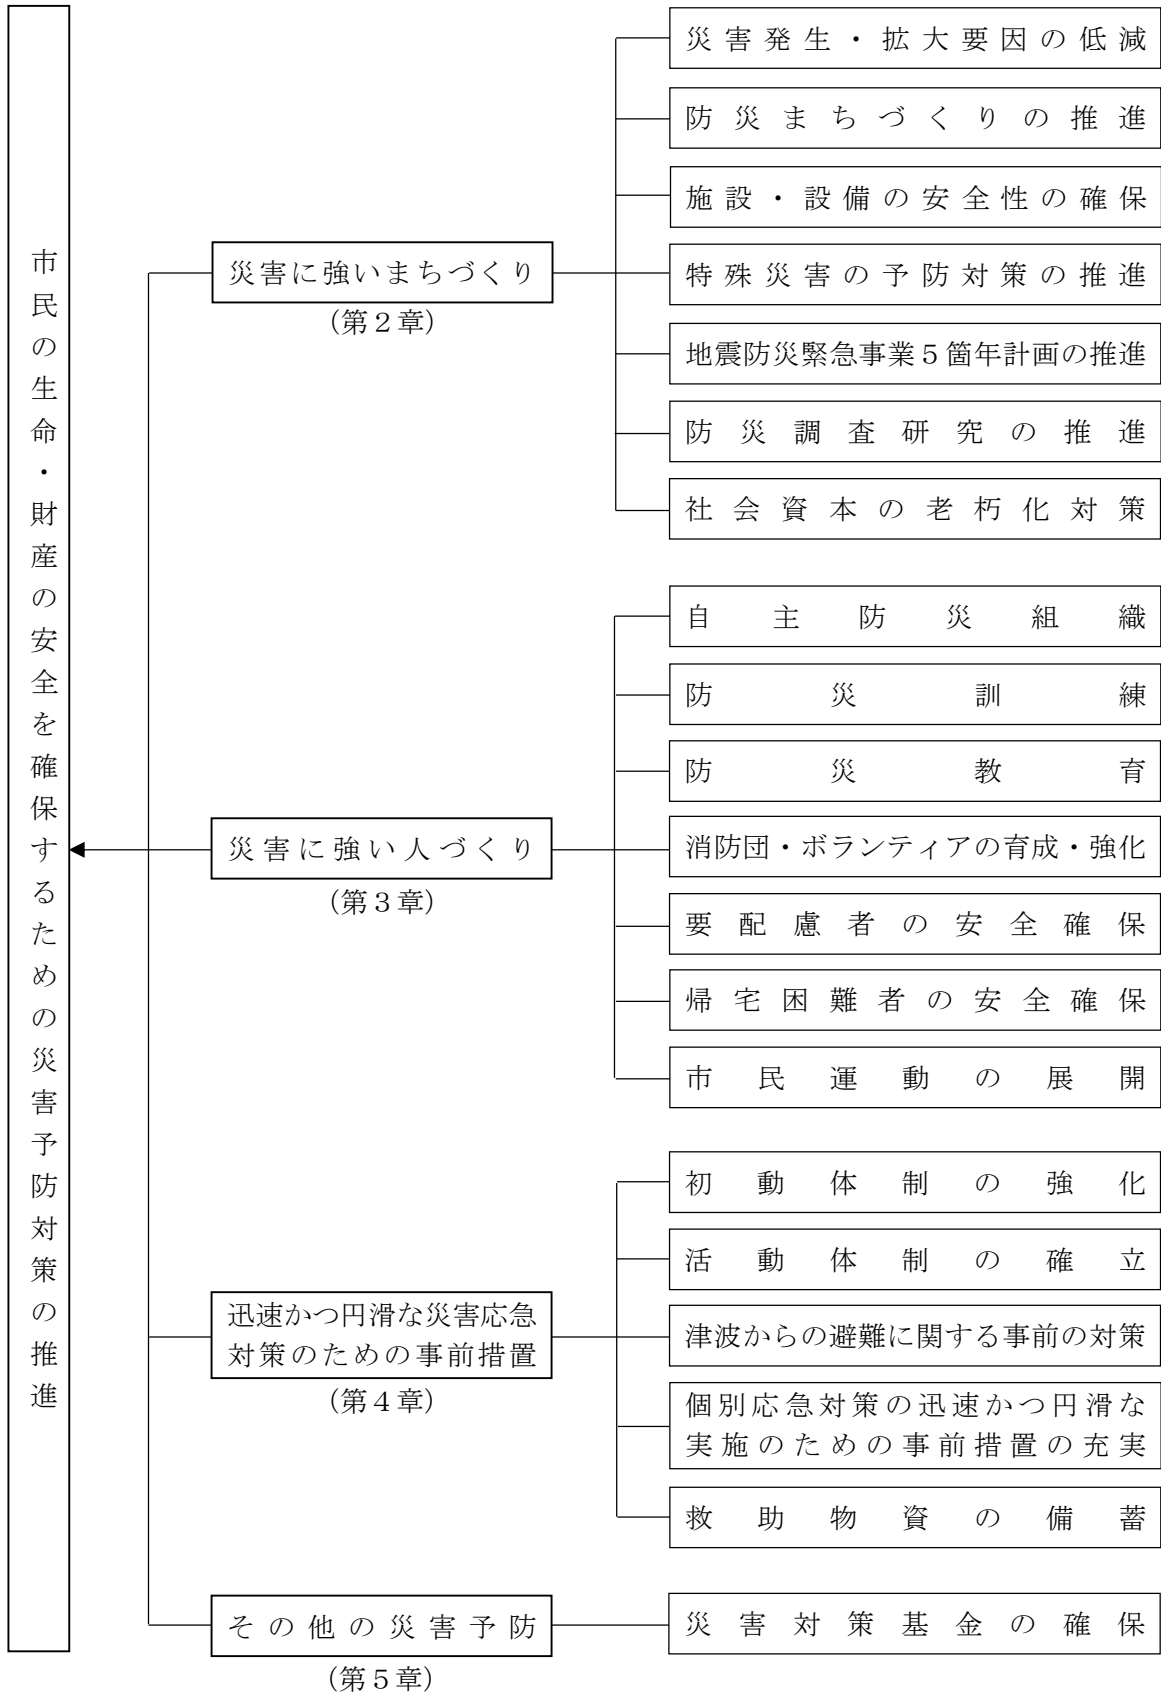 市民の生命・財産の安全を確保するための災害予防対策の推進
災害に強いまちづくり
（第２章）
災害発生・拡大要因の低減
防災まちづくりの推進
施設・設備の安全性の確保
特殊災害の予防対策の推進
地震防災緊急事業５箇年計画の推進
防災調査研究の推進
社会資本の老朽化対策
災害に強い人づくり
（第３章）
自主防災組織
防災訓練
防災教育
消防団・ボランティアの育成・強化
要配慮者の安全確保
帰宅困難者の安全確保
市民運動の展開
迅速かつ円滑な災害応急
対策のための事前措置
（第４章）
初動体制の強化
活動体制の確立
津波からの避難に関する事前の対策
個別応急対策の迅速かつ円滑な
実施のための事前措置の充実
救助物資の備蓄
その他の災害予防
（第５章）
災害対策基金の確保